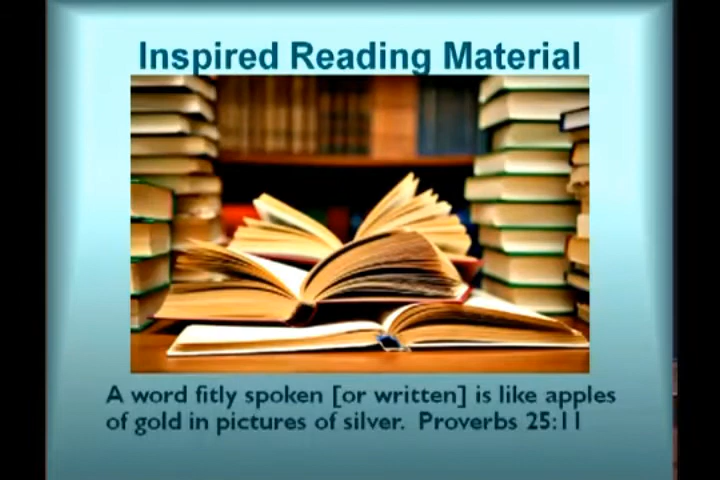 Inspired Reading Material
A word fitly spoken [or written] is like apples
of gold in pictures of silver.  Proverbs 25:11